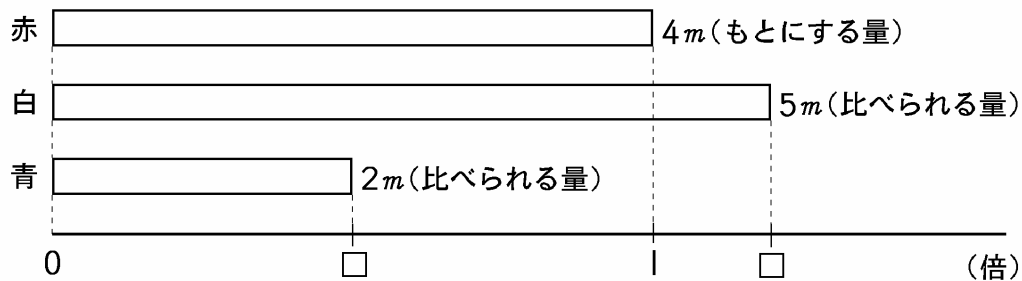 赤 4m(もとにする量)
白 5m(比べられる量)
青 2m(比べられる量)
0 □ 1 □ (倍)